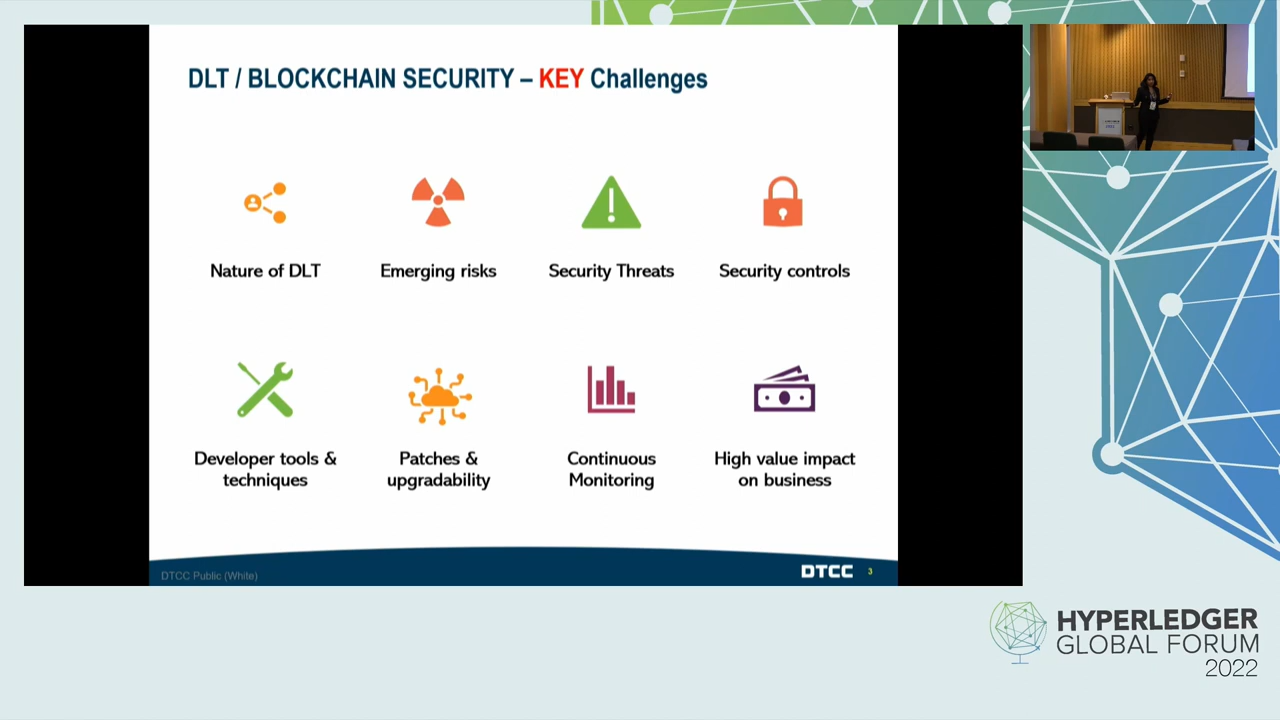 DLT / BLOCKCHAIN SECURITY – KEY Challenges
Nature of DLT
Emerging risks
Security Threats
Security controls
Developer tools &
techniques
Patches &
upgradability
Continuous
Monitoring
High value impact
on business
DTCC Public (White)
DTCC
3
HYPERLEDGER
GLOBAL FORUM
2022